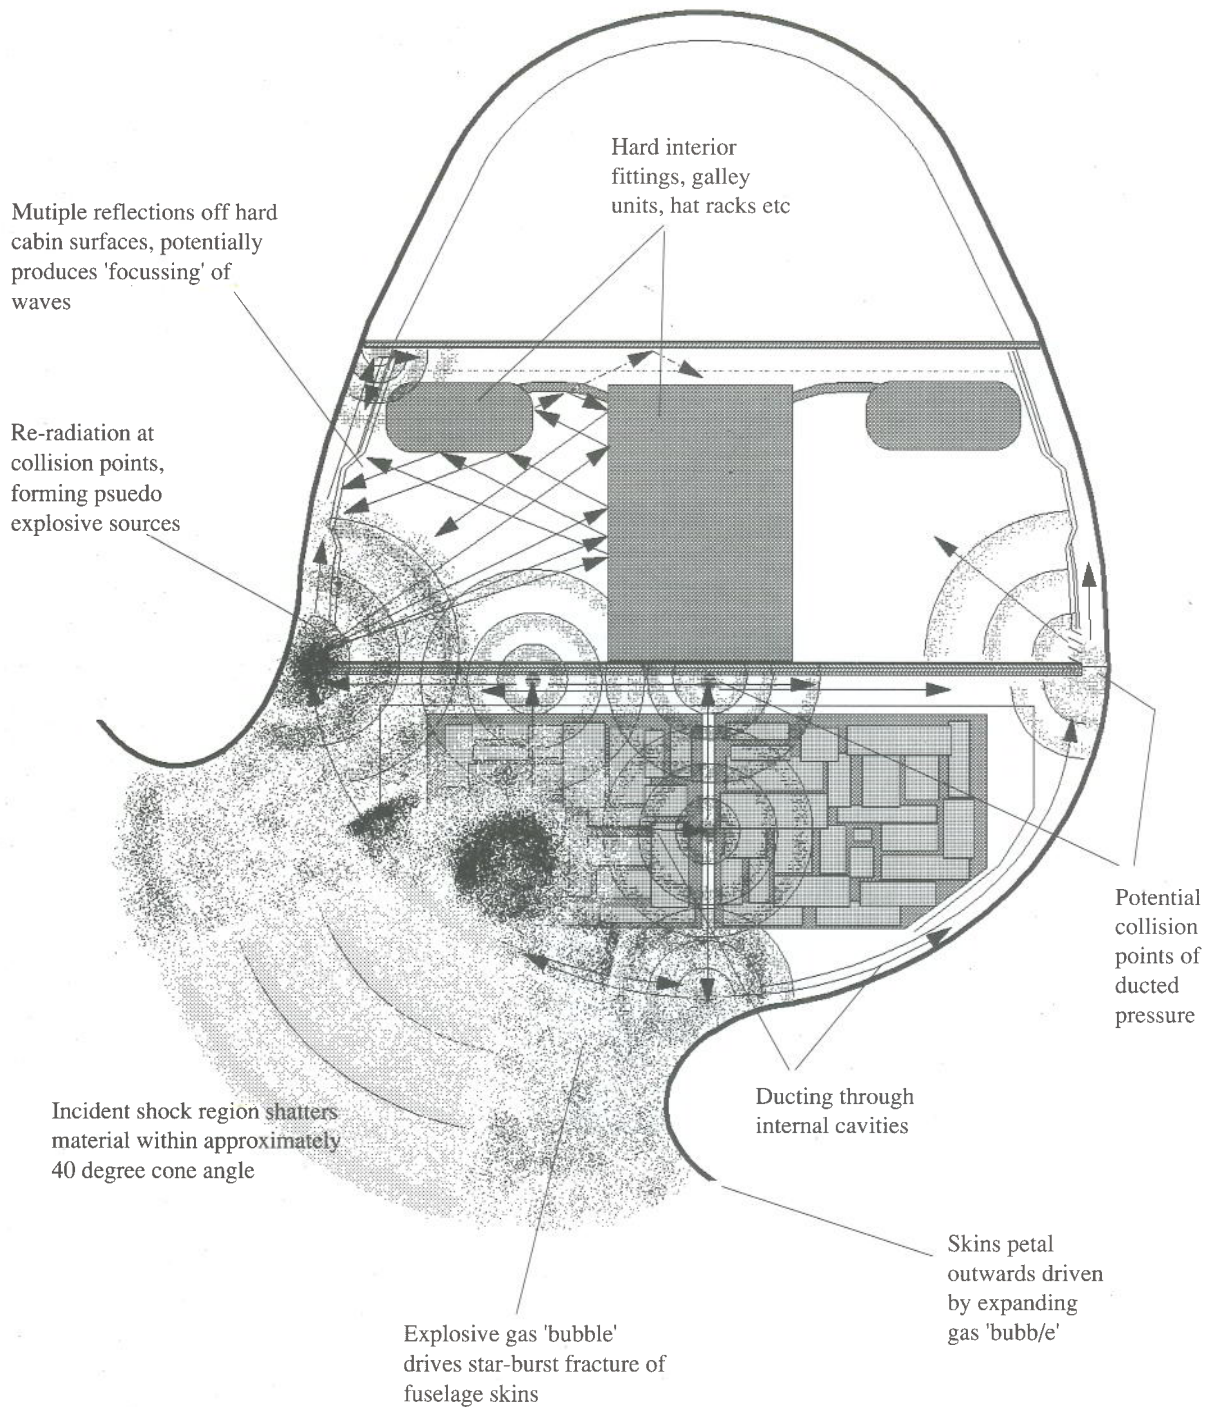 Hard interior
fittings, galley
units, hat racks etc
Mutiple reflections off hard
cabin surfaces, potentially
produces 'focussing' of
waves
Re-radiation at
collision points,
forming psuedo
explosive sources
Potential
collision
points of
ducted
pressure
Ducting through
internal cavities
Incident shock region shatters
material within approximately
40 degree cone angle
Skins petal
outwards driven
by expanding
gas 'bubb/e'
Explosive gas 'bubble'
drives star-burst fracture of
fuselage skins